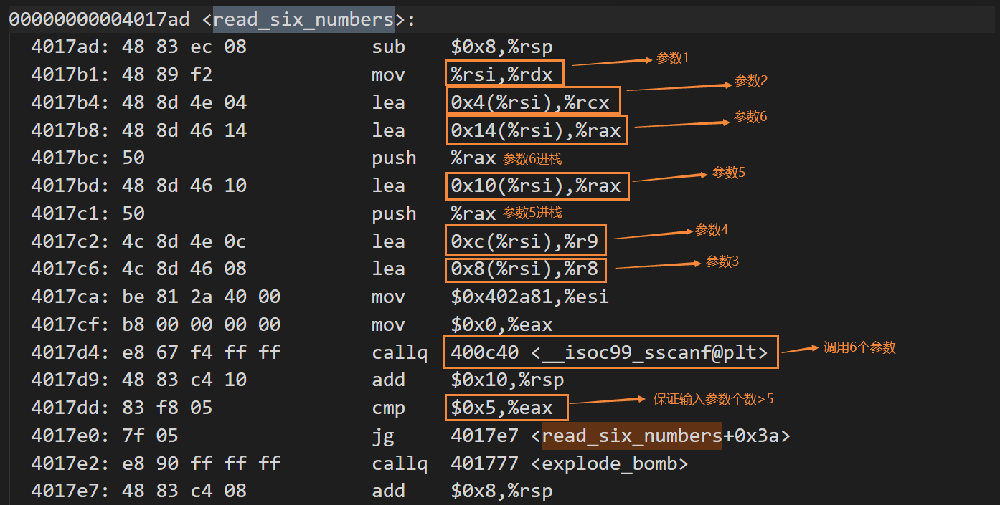 00000000004017ad <read_six_numbers>:
4017ad: 48 83 ec 08 sub $0x8,%rsp
4017b1: 48 89 f2 mov %rsi,%rdx 参数1
4017b4: 48 8d 4e 04 lea 0x4(%rsi),%rcx 参数2
4017b8: 48 8d 46 14 lea 0x14(%rsi),%rax 参数6
4017bc: 50 push %rax 参数6进栈
4017bd: 48 8d 46 10 lea 0x10(%rsi),%rax 参数5
4017c1: 50 push %rax 参数5进栈
4017c2: 4c 8d 4e 0c lea 0xc(%rsi),%r9 参数4
4017c6: 4c 8d 46 08 lea 0x8(%rsi),%r8 参数3
4017ca: be 81 2a 40 00 mov $0x402a81,%esi
4017cf: b8 00 00 00 00 mov $0x0,%eax
4017d4: e8 67 f4 ff ff callq 400c40 <__isoc99_sscanf@plt> 调用6个参数
4017d9: 48 83 c4 10 add $0x10,%rsp
4017dd: 83 f8 05 cmp $0x5,%eax 保证输入参数个数>5
4017e0: 7f 05 jg 4017e7 <read_six_numbers+0x3a>
4017e2: e8 90 ff ff ff callq 401777 <explode_bomb>
4017e7: 48 83 c4 08 add $0x8,%rsp